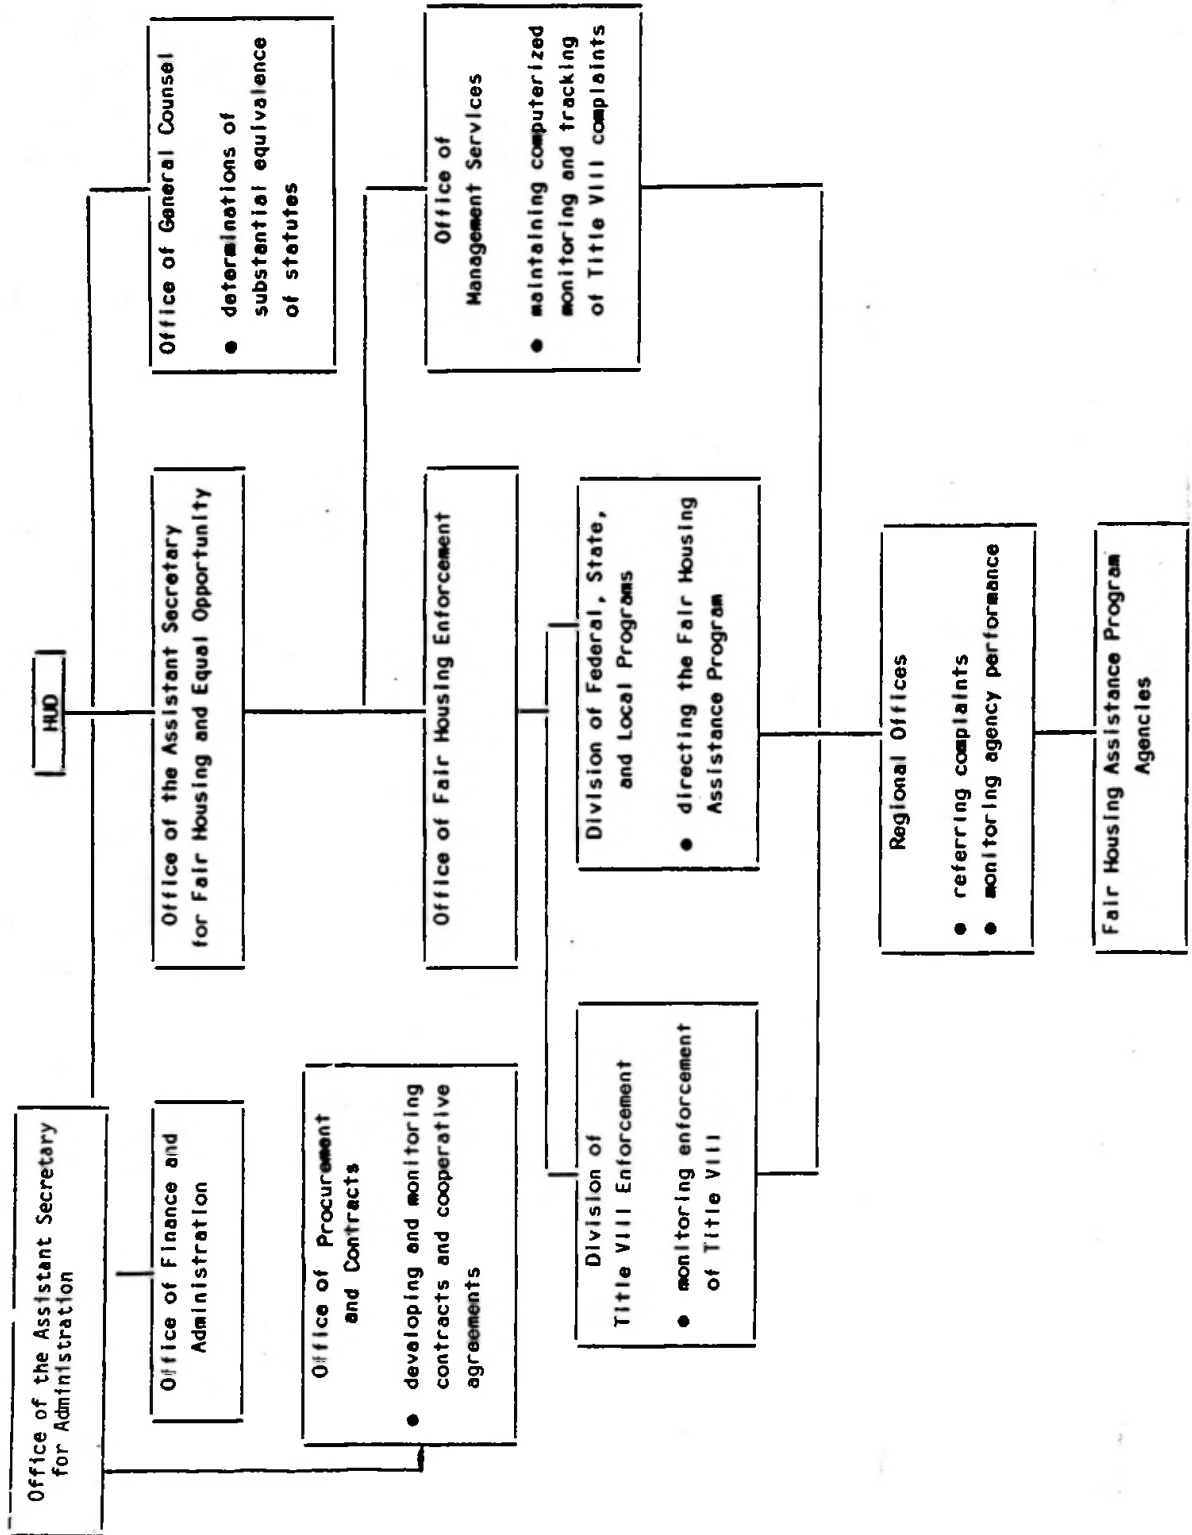 HUD
Office of the Assistant Secretary
for Administration
Office of Finance and
Administration
Office of the Assistant Secretary
for Fair Housing and Equal Opportunity
Office of General Counsel
● determinations of
substantial equivalence
of statutes
Office of Procurement
and Contracts
● developing and monitoring
contracts and cooperative
agreements
Office of Fair Housing Enforcement
Office of
Management Services
● maintaining computerized
monitoring and tracking
of Title VIII complaints
Division of
Title VIII Enforcement
● monitoring enforcement
of Title VIII
Division of Federal, State,
and Local Programs
● directing the Fair Housing
Assistance Program
Regional Offices
● referring complaints
● monitoring agency performance
Fair Housing Assistance Program
Agencies